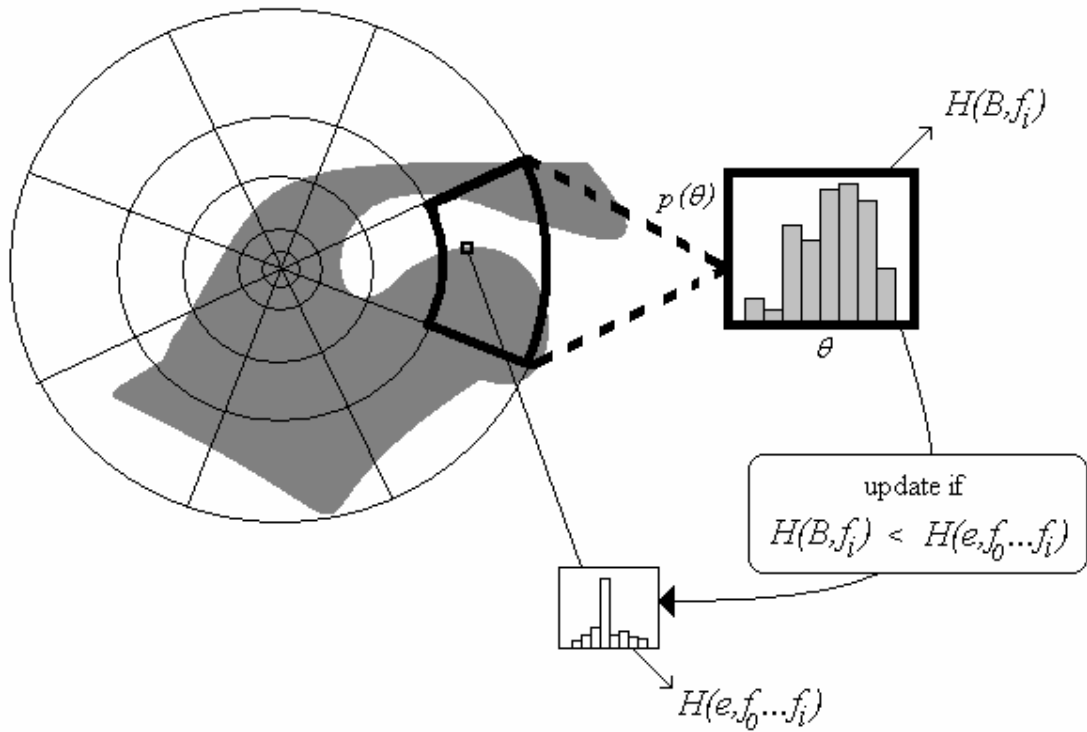 H(B,f_i)
p(θ)
θ
update if
H(B,f_i) < H(e,f_0...f_i)
H(e,f_0...f_i)